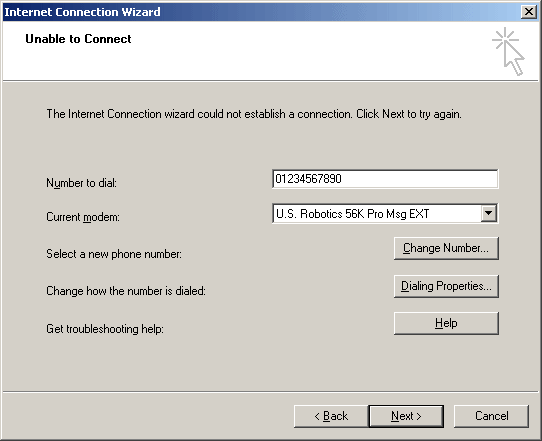 Internet Connection Wizard
Unable to Connect
The Internet Connection wizard could not establish a connection. Click Next to try again.
Number to dial: 01234567890
Current modem: U.S. Robotics 56K Pro Msg EXT
Select a new phone number: Change Number...
Change how the number is dialed: Dialing Properties...
Get troubleshooting help: Help
< Back Next > Cancel